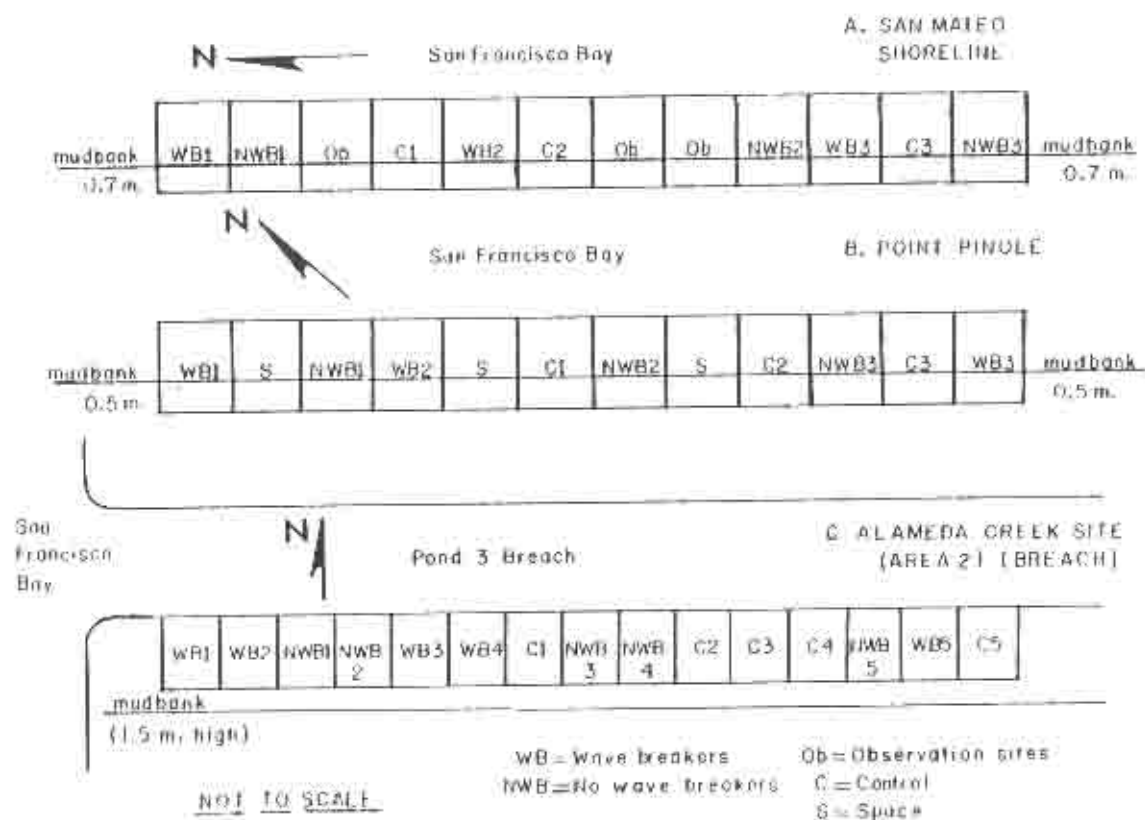 A. SAN MATEO
SHORELINE
N San Francisco Bay
mudbank WB1 NWB1 Ob C1 WB2 C2 Ob Ob NWB2 WB3 C3 NWB3 mudbank
0.7 m. 0.7 m.
N San Francisco Bay B. POINT PINOLE
mudbank WB1 S NWB1 WB2 S C1 NWB2 S C2 NWB3 C3 WB3 mudbank
0.5 m. 0.5 m.
San
Francisco
Bay
N Pond 3 Breach
C ALAMEDA CREEK SITE
(AREA 2) (BREACH)
WB1 WB2 NWB1 NWB 2 WB3 WB4 C1 NWB 3 NWB 4 C2 C3 C4 NWB 5 WB5 C5
mudbank
(1.5 m. high)
WB = Wave breakers Ob = Observation sites
NWB = No wave breakers C = Control
NOT TO SCALE S = Space